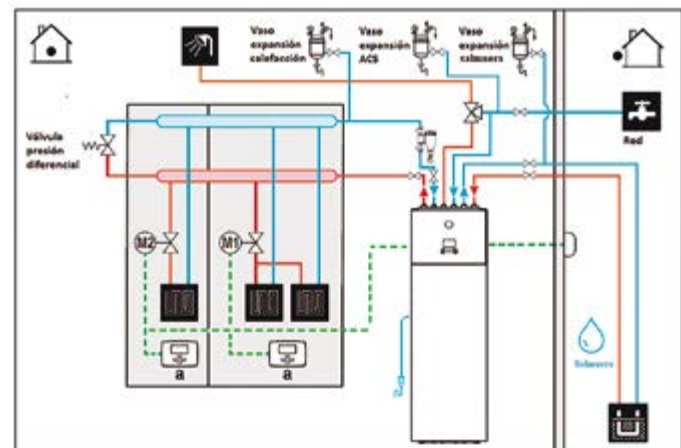 Vaso
expansión
calefacción
Vaso
expansión
ACS
Vaso
expansión
salmuera
Red
Válvula
presión
diferencial
M2
M1
a
a
Salmuera